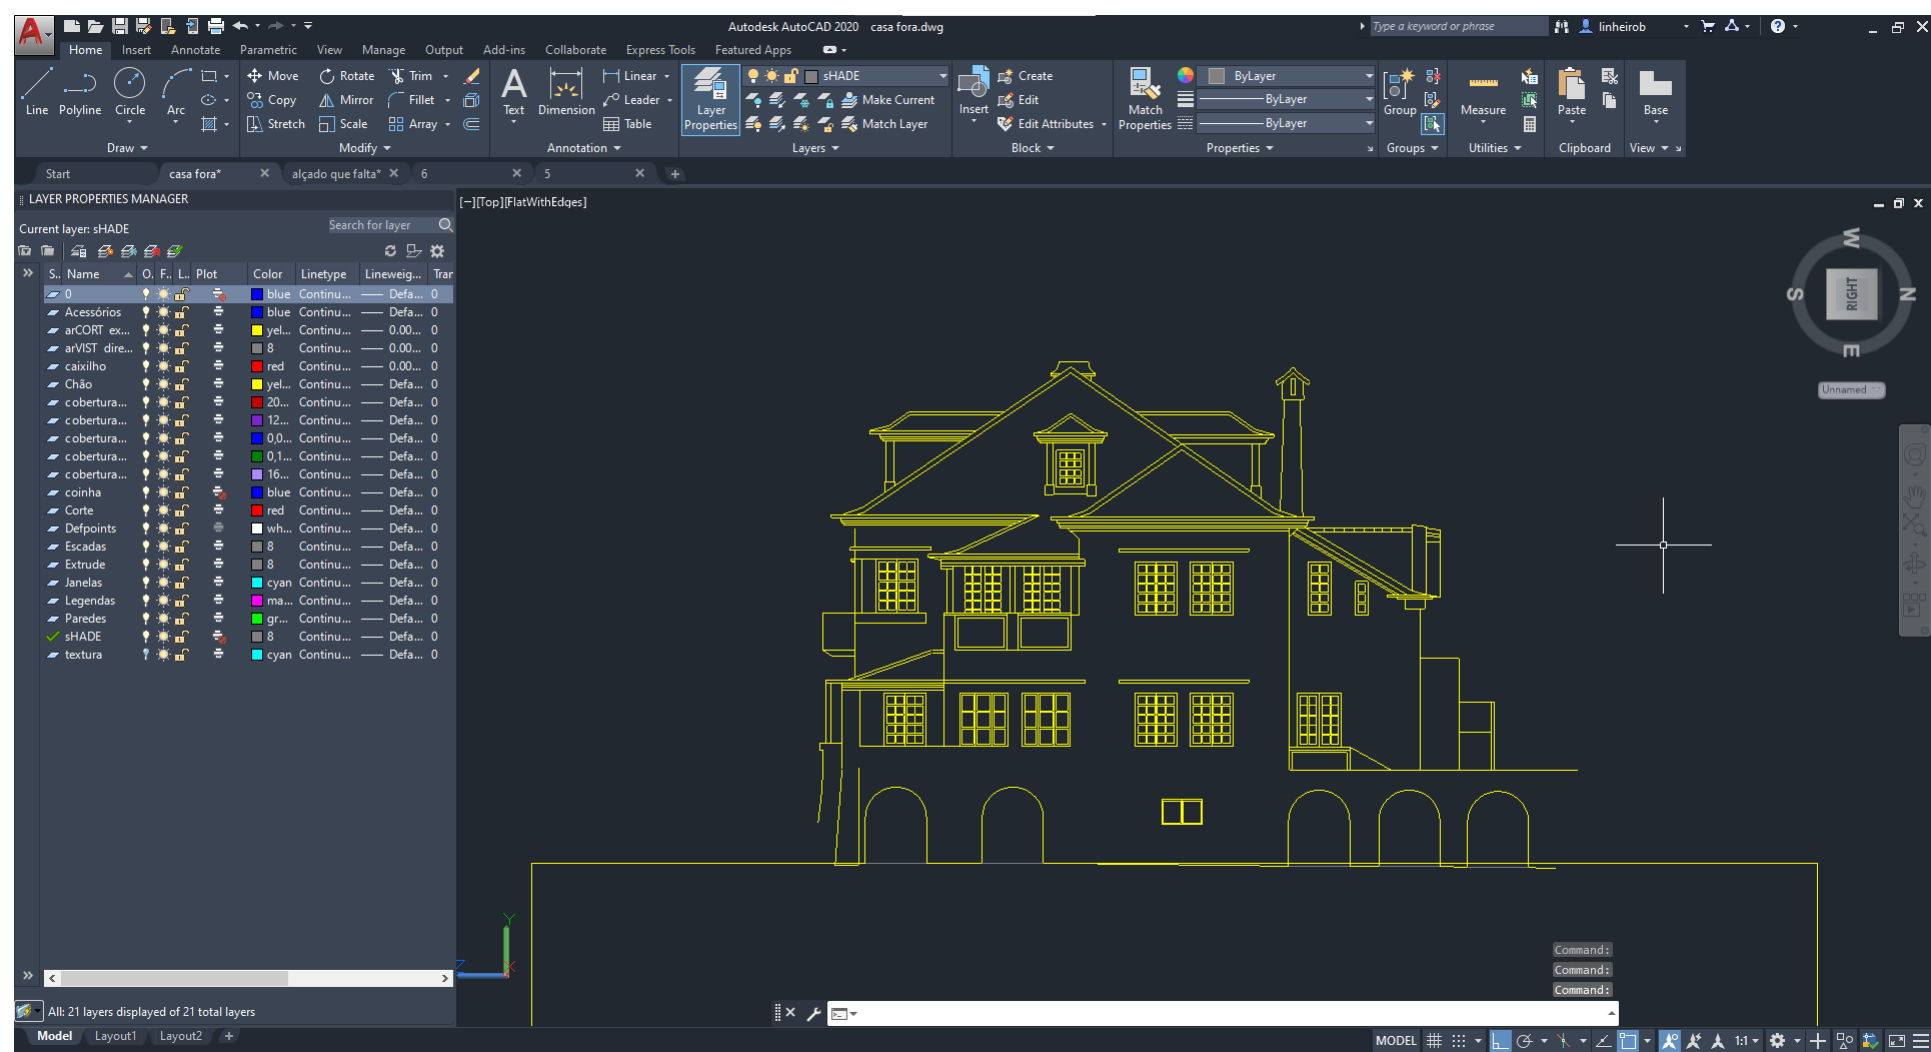 Autodesk AutoCAD 2020   casa fora.dwg
Type a keyword or phrase
linheirob
Home Insert Annotate Parametric View Manage Output Add-ins Collaborate Express Tools Featured Apps
Move Rotate Trim Linear sHADE Create ByLayer
Line Polyline Circle Arc Copy Mirror Fillet Text Dimension Leader Layer Properties Make Current Insert Edit Match Properties ByLayer Group Measure Paste Base
Stretch Scale Array Table Match Layer Edit Attributes ByLayer
Draw Modify Annotation Layers Block Properties Groups Utilities Clipboard View
Start casa fora* alçado que falta* 6 5
LAYER PROPERTIES MANAGER
[−][Top][FlatWithEdges]
Current layer: sHADE
Search for layer
S.. Name O. F.. L.. Plot Color Linetype Lineweig... Trar
0 blue Continu... Defa... 0
Acessórios blue Continu... Defa... 0
arCORT ex... yel... Continu... 0.00... 0
arVIST dire... 8 Continu... 0.00... 0
caixilho red Continu... 0.00... 0
Chão yel... Continu... Defa... 0
cobertura... 20... Continu... Defa... 0
cobertura... 12... Continu... Defa... 0
cobertura... 0,0... Continu... Defa... 0
cobertura... 0,1... Continu... Defa... 0
cobertura... 16... Continu... Defa... 0
coinha blue Continu... Defa... 0
Corte red Continu... Defa... 0
Defpoints wh... Continu... Defa... 0
Escadas 8 Continu... Defa... 0
Extrude 8 Continu... Defa... 0
Janelas cyan Continu... Defa... 0
Legendas ma... Continu... Defa... 0
Paredes gr... Continu... Defa... 0
sHADE 8 Continu... Defa... 0
textura cyan Continu... Defa... 0
W
S RIGHT N
E
Unnamed
Y
Z X
Command:
Command:
Command:
All: 21 layers displayed of 21 total layers
Model Layout1 Layout2 +
MODEL 1:1